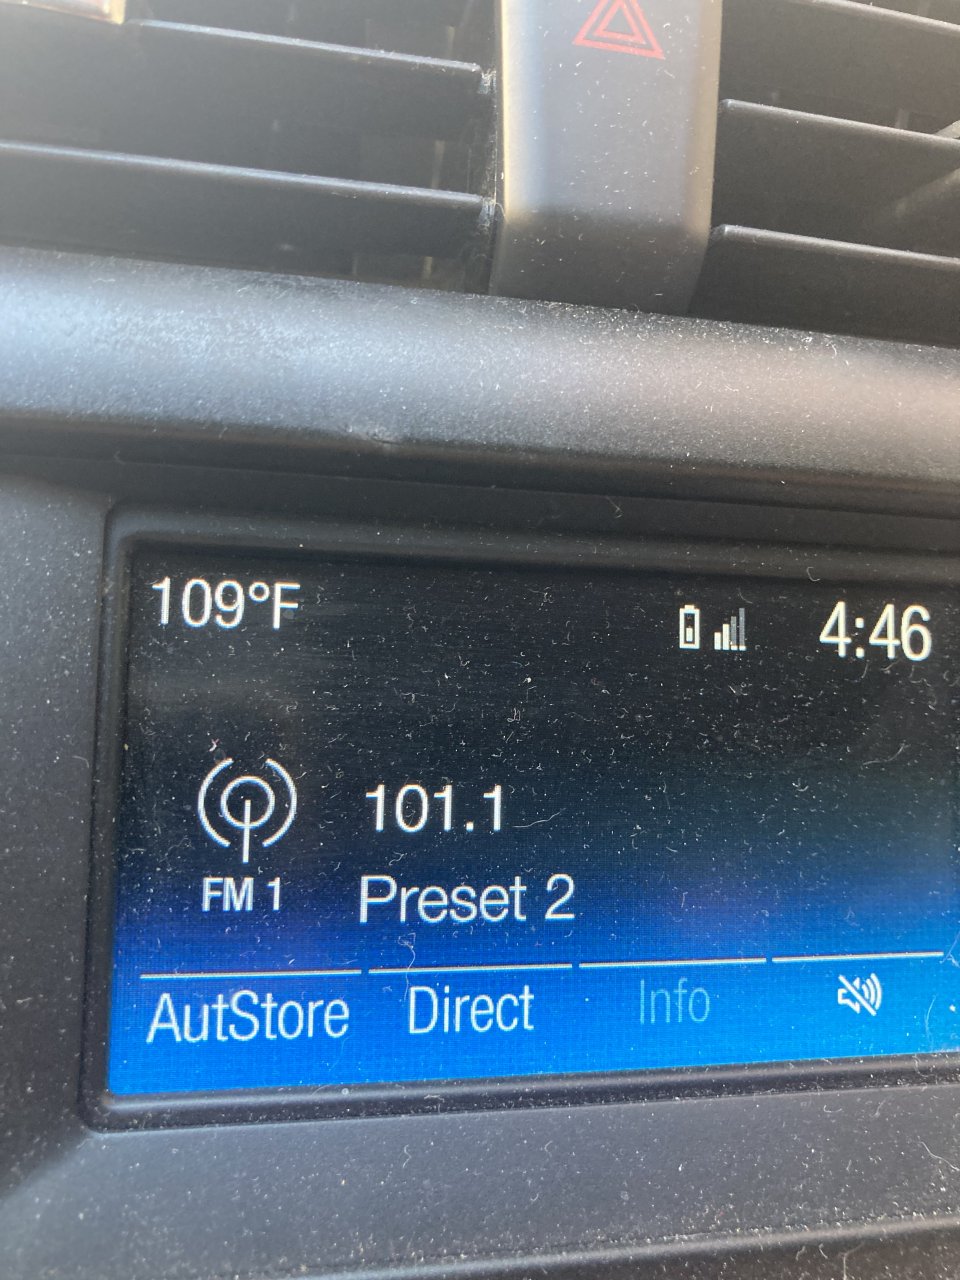 109°F 4:46
101.1
FM 1 Preset 2
AutStore Direct Info